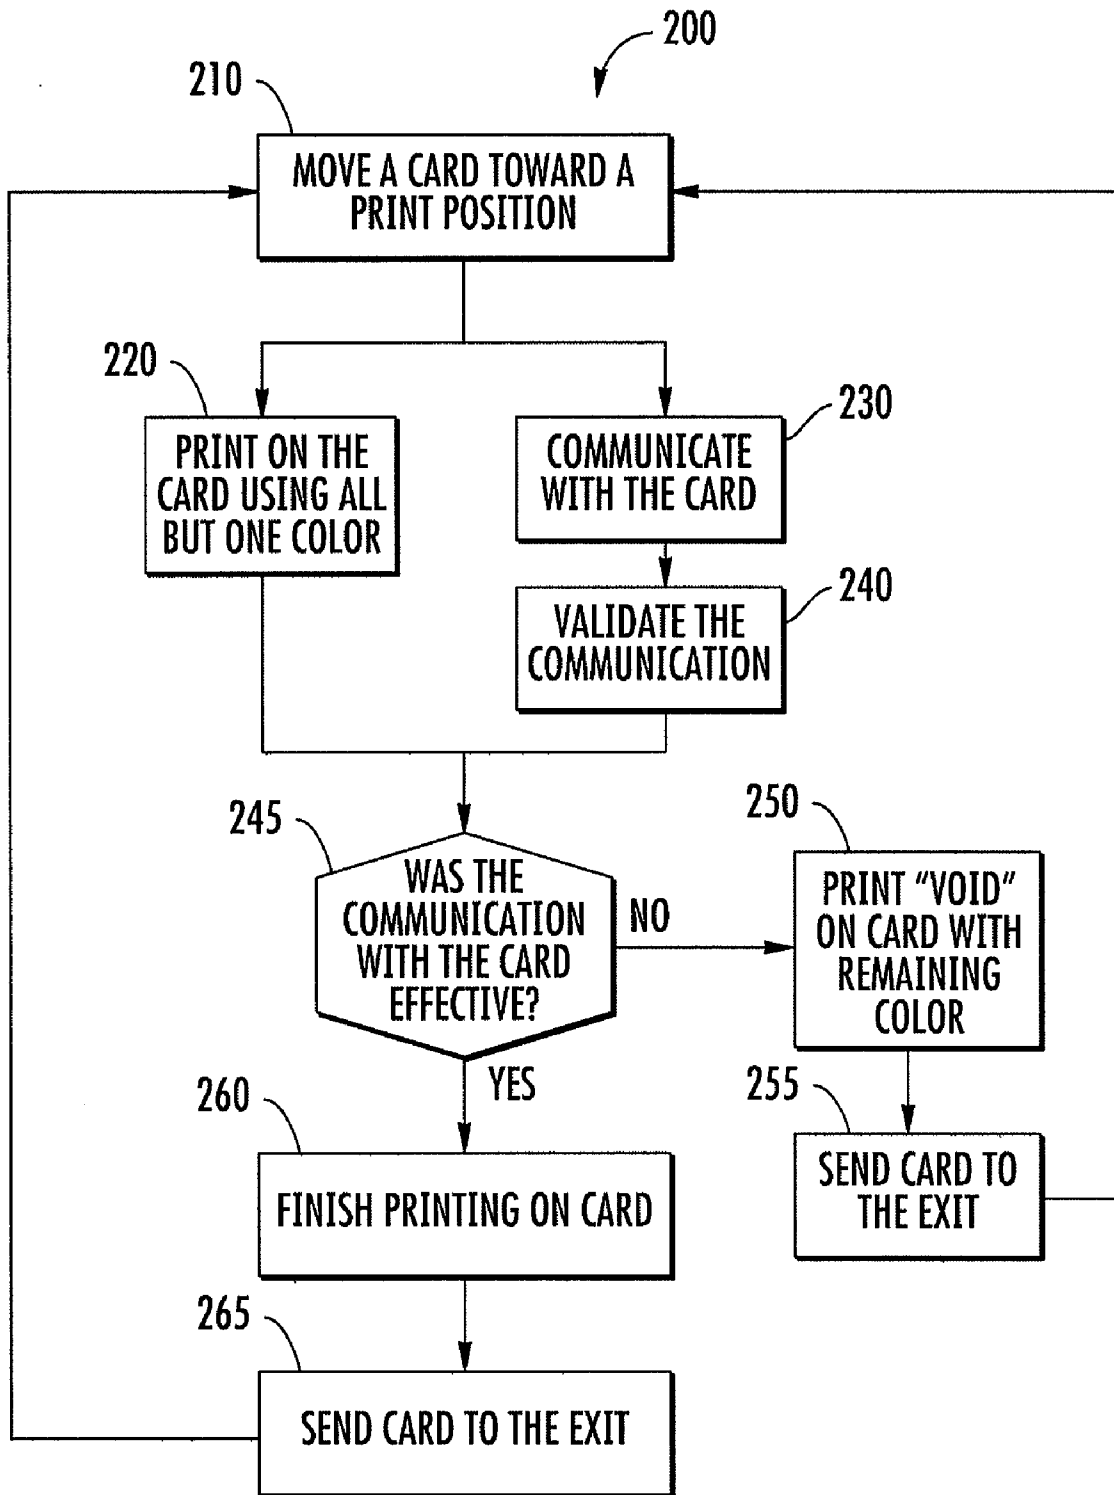 200
210
MOVE A CARD TOWARD A
PRINT POSITION
220
PRINT ON THE
CARD USING ALL
BUT ONE COLOR
230
COMMUNICATE
WITH THE CARD
240
VALIDATE THE
COMMUNICATION
245
WAS THE
COMMUNICATION
WITH THE CARD
EFFECTIVE?
NO
250
PRINT “VOID”
ON CARD WITH
REMAINING
COLOR
YES
255
SEND CARD TO
THE EXIT
260
FINISH PRINTING ON CARD
265
SEND CARD TO THE EXIT